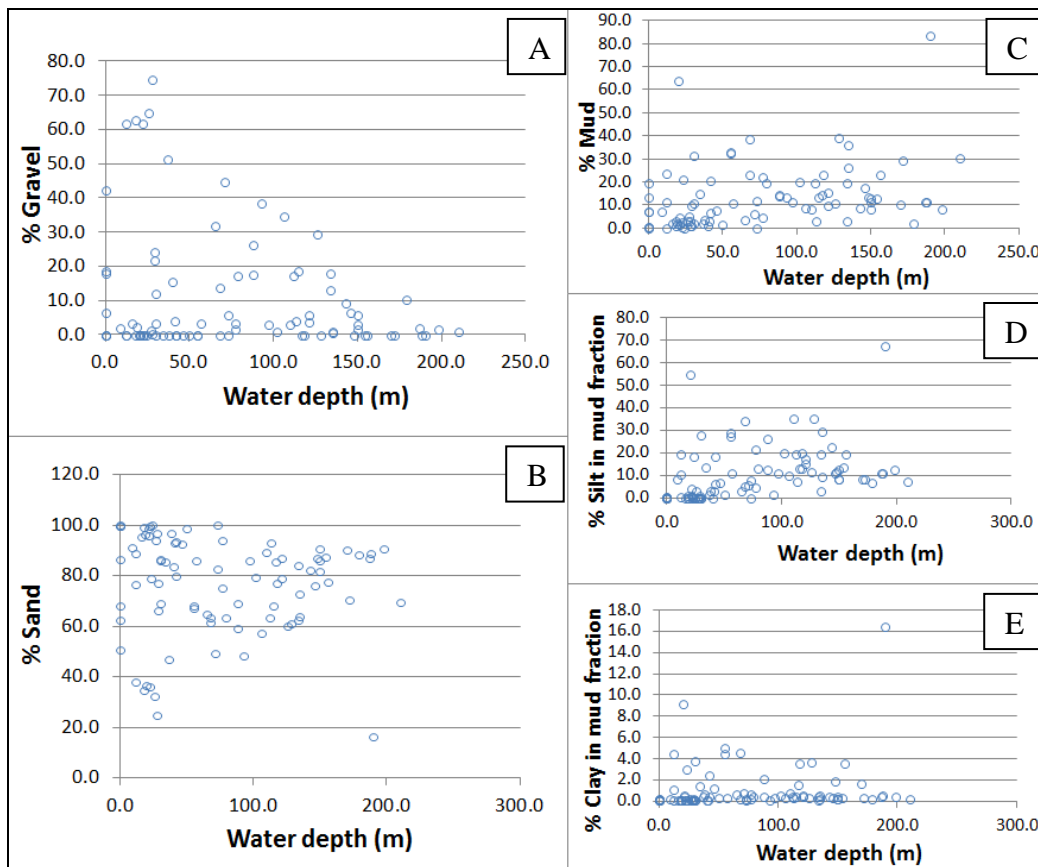 A
80.0
70.0
60.0
50.0
40.0
30.0
20.0
10.0
0.0
% Gravel
0.0 50.0 100.0 150.0 200.0 250.0
Water depth (m)
B
120.0
100.0
80.0
60.0
40.0
20.0
0.0
% Sand
0.0 100.0 200.0 300.0
Water depth (m)
C
90.0
80.0
70.0
60.0
50.0
40.0
30.0
20.0
10.0
0.0
% Mud
0 50 100 150 200 250
Water depth (m)
D
80.0
70.0
60.0
50.0
40.0
30.0
20.0
10.0
0.0
% Silt in mud fraction
0.0 100.0 200.0 300.0
Water depth (m)
E
18.0
16.0
14.0
12.0
10.0
8.0
6.0
4.0
2.0
0.0
% Clay in mud fraction
0.0 100.0 200.0 300.0
Water depth (m)